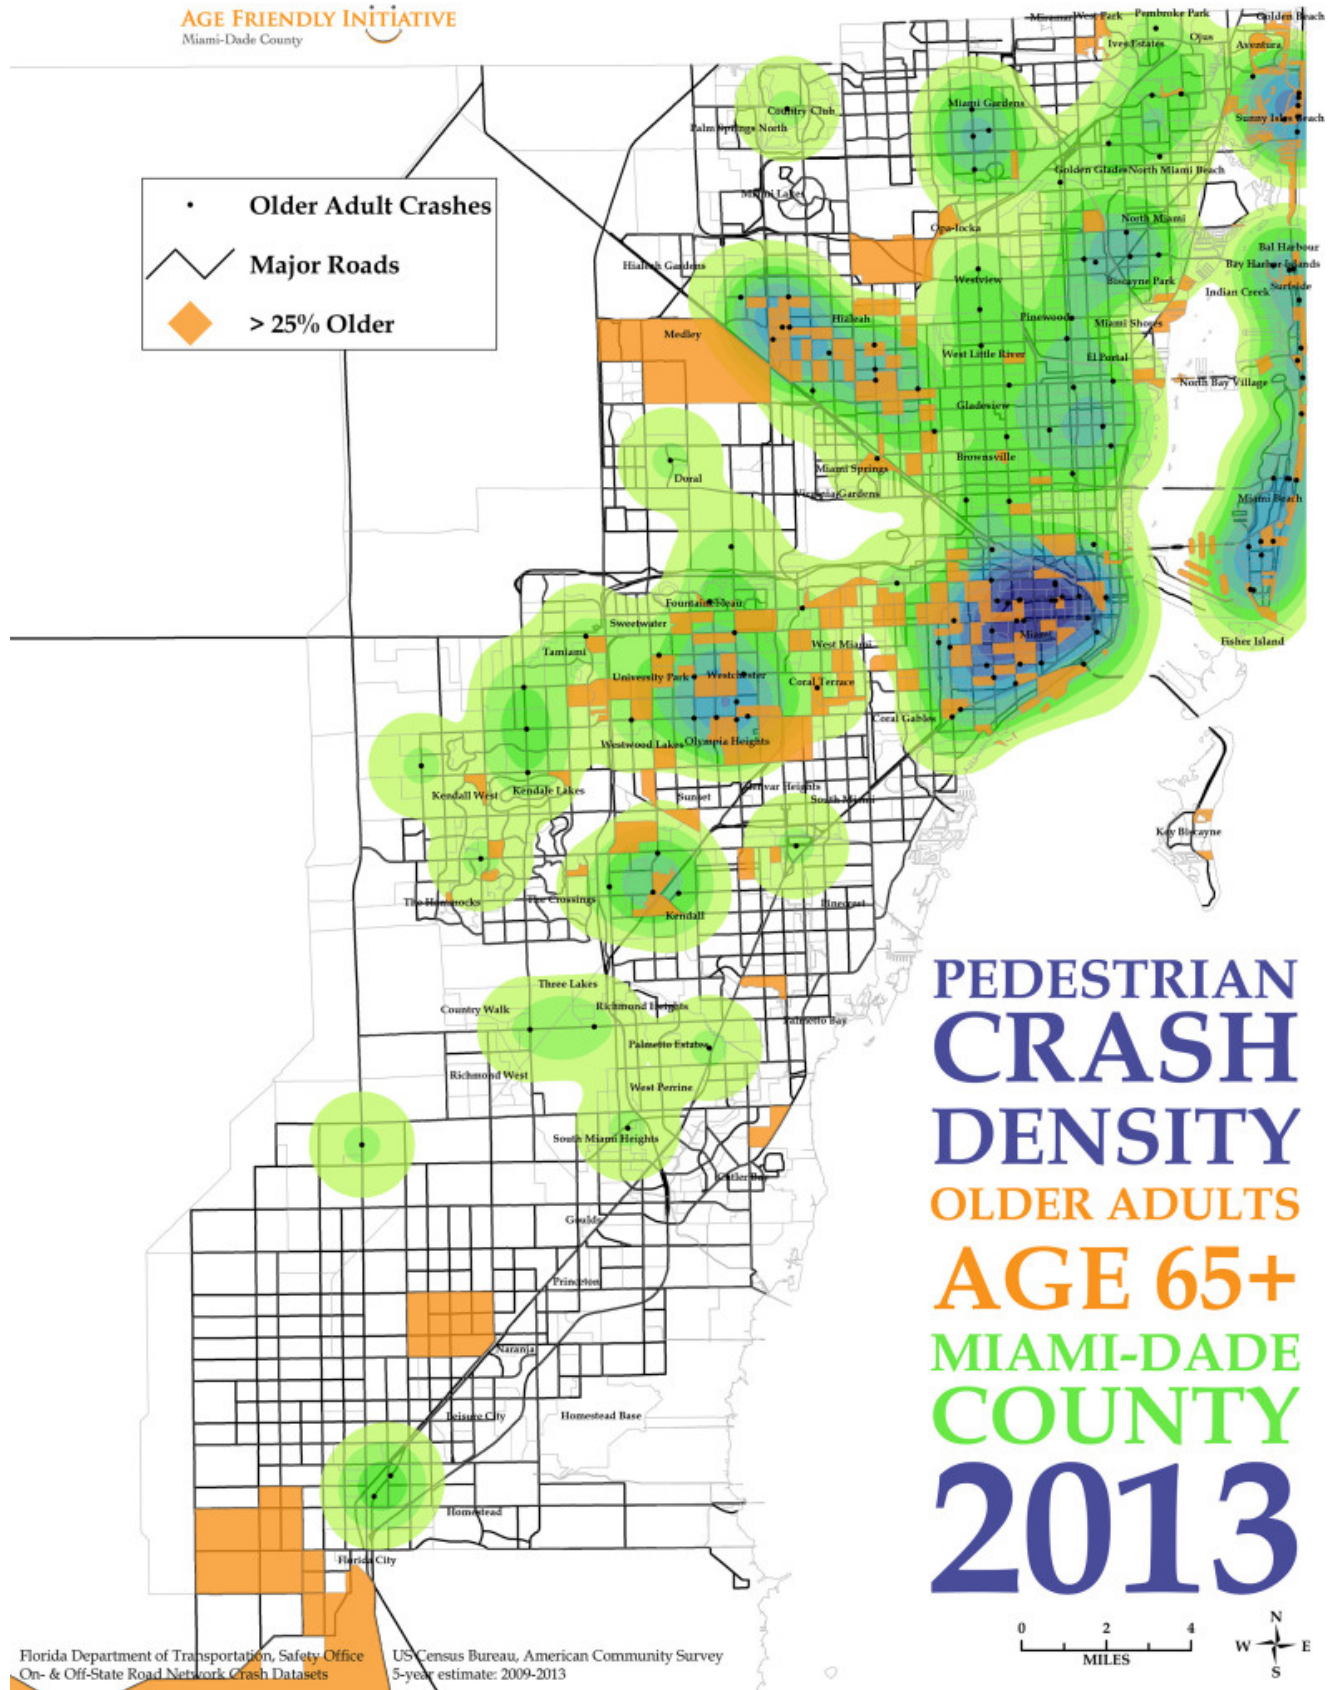 AGE FRIENDLY INITIATIVE
Miami-Dade County
Older Adult Crashes
Major Roads
> 25% Older
Miramar
West Park
Pembroke Park
Golden Beach
Ives Estates
Ojus
Aventura
Country Club
Miami Gardens
Palm Springs North
Sunny Isles Beach
Golden Glades
North Miami Beach
Miami Lakes
Opa-locka
North Miami
Bal Harbour
Hialeah Gardens
Westview
Biscayne Park
Bay Harbor Islands
Indian Creek
Surfside
Hialeah
Pinewood
Miami Shores
Medley
West Little River
El Portal
North Bay Village
Gladeview
Brownsville
Miami Springs
Doral
Virginia Gardens
Miami Beach
Fountainebleau
Sweetwater
Miami
Tamiami
West Miami
Fisher Island
University Park
Westchester
Coral Terrace
Coral Gables
Westwood Lakes
Olympia Heights
Kendall West
Kendale Lakes
Sunset
Glenvar Heights
South Miami
Key Biscayne
The Hammocks
The Crossings
Kendall
Pinecrest
Three Lakes
Country Walk
Richmond Heights
Palmetto Bay
Palmetto Estates
Richmond West
West Perrine
South Miami Heights
Cutler Bay
Goulds
Princeton
Naranja
Leisure City
Homestead Base
Homestead
Florida City
PEDESTRIAN
CRASH
DENSITY
OLDER ADULTS
AGE 65+
MIAMI-DADE
COUNTY
2013
0 2 4
MILES
N
W E
S
Florida Department of Transportation, Safety Office
On- & Off-State Road Network Crash Datasets
US Census Bureau, American Community Survey
5-year estimate: 2009-2013